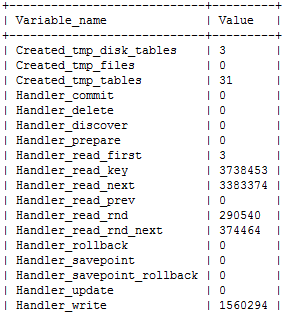 +----------------------------+---------+
| Variable_name | Value |
+----------------------------+---------+
| Created_tmp_disk_tables | 3 |
| Created_tmp_files | 0 |
| Created_tmp_tables | 31 |
| Handler_commit | 0 |
| Handler_delete | 0 |
| Handler_discover | 0 |
| Handler_prepare | 0 |
| Handler_read_first | 3 |
| Handler_read_key | 3738453 |
| Handler_read_next | 3383374 |
| Handler_read_prev | 0 |
| Handler_read_rnd | 290540 |
| Handler_read_rnd_next | 374464 |
| Handler_rollback | 0 |
| Handler_savepoint | 0 |
| Handler_savepoint_rollback | 0 |
| Handler_update | 0 |
| Handler_write | 1560294 |